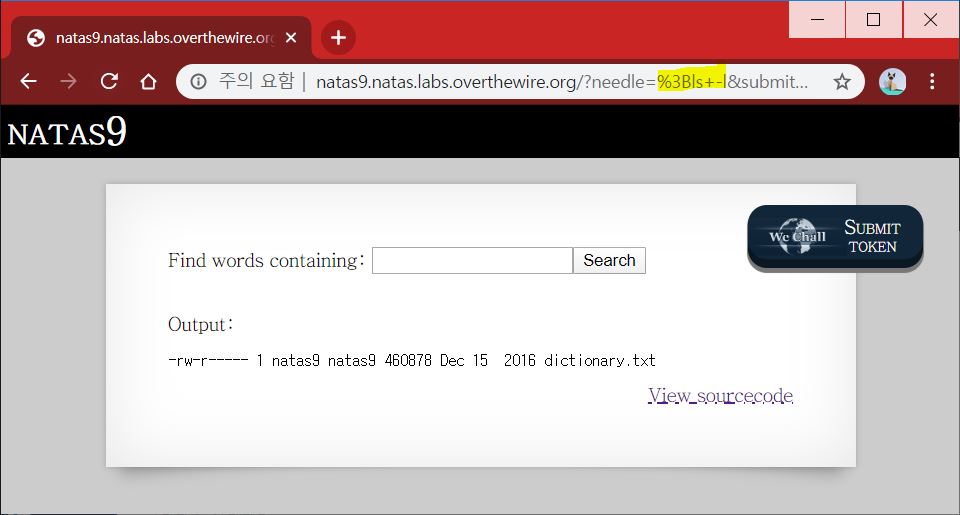 natas9.natas.labs.overthewire.org
주의 요함 | natas9.natas.labs.overthewire.org/?needle=%3Bls+-l&submit...
NATAS9
We Chall SUBMIT TOKEN
Find words containing: Search
Output:
-rw-r----- 1 natas9 natas9 460878 Dec 15  2016 dictionary.txt
View sourcecode